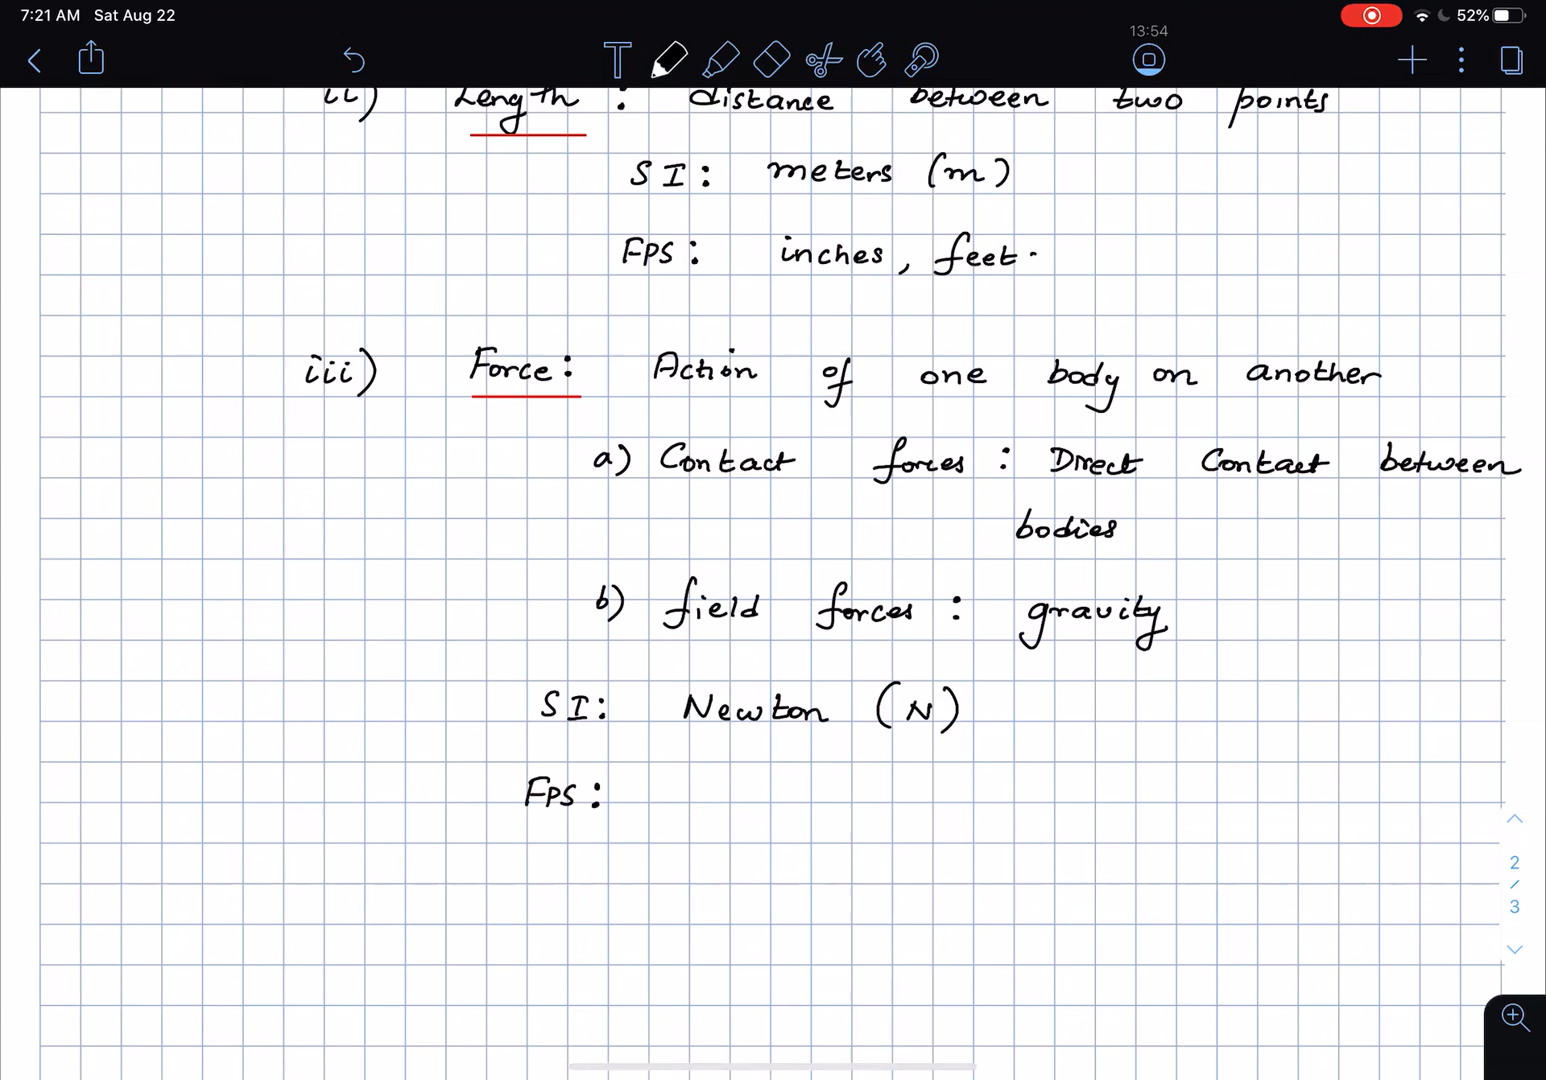 7:21 AM Sat Aug 22
52%
13:54
ii) Length : distance between two points
SI: meters (m)
FPS: inches, feet.
iii) Force: Action of one body on another
a) Contact forces : Direct Contact between
bodies
b) field forces : gravity
SI: Newton (N)
FPS:
2
/
3